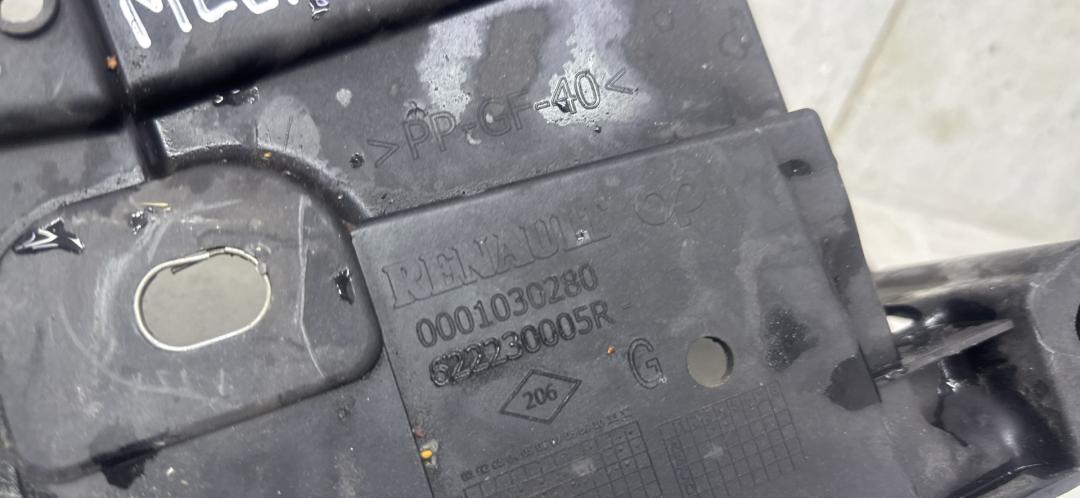 >PP-GF-40<
RENAULT
0001030280
622230005R
G
206